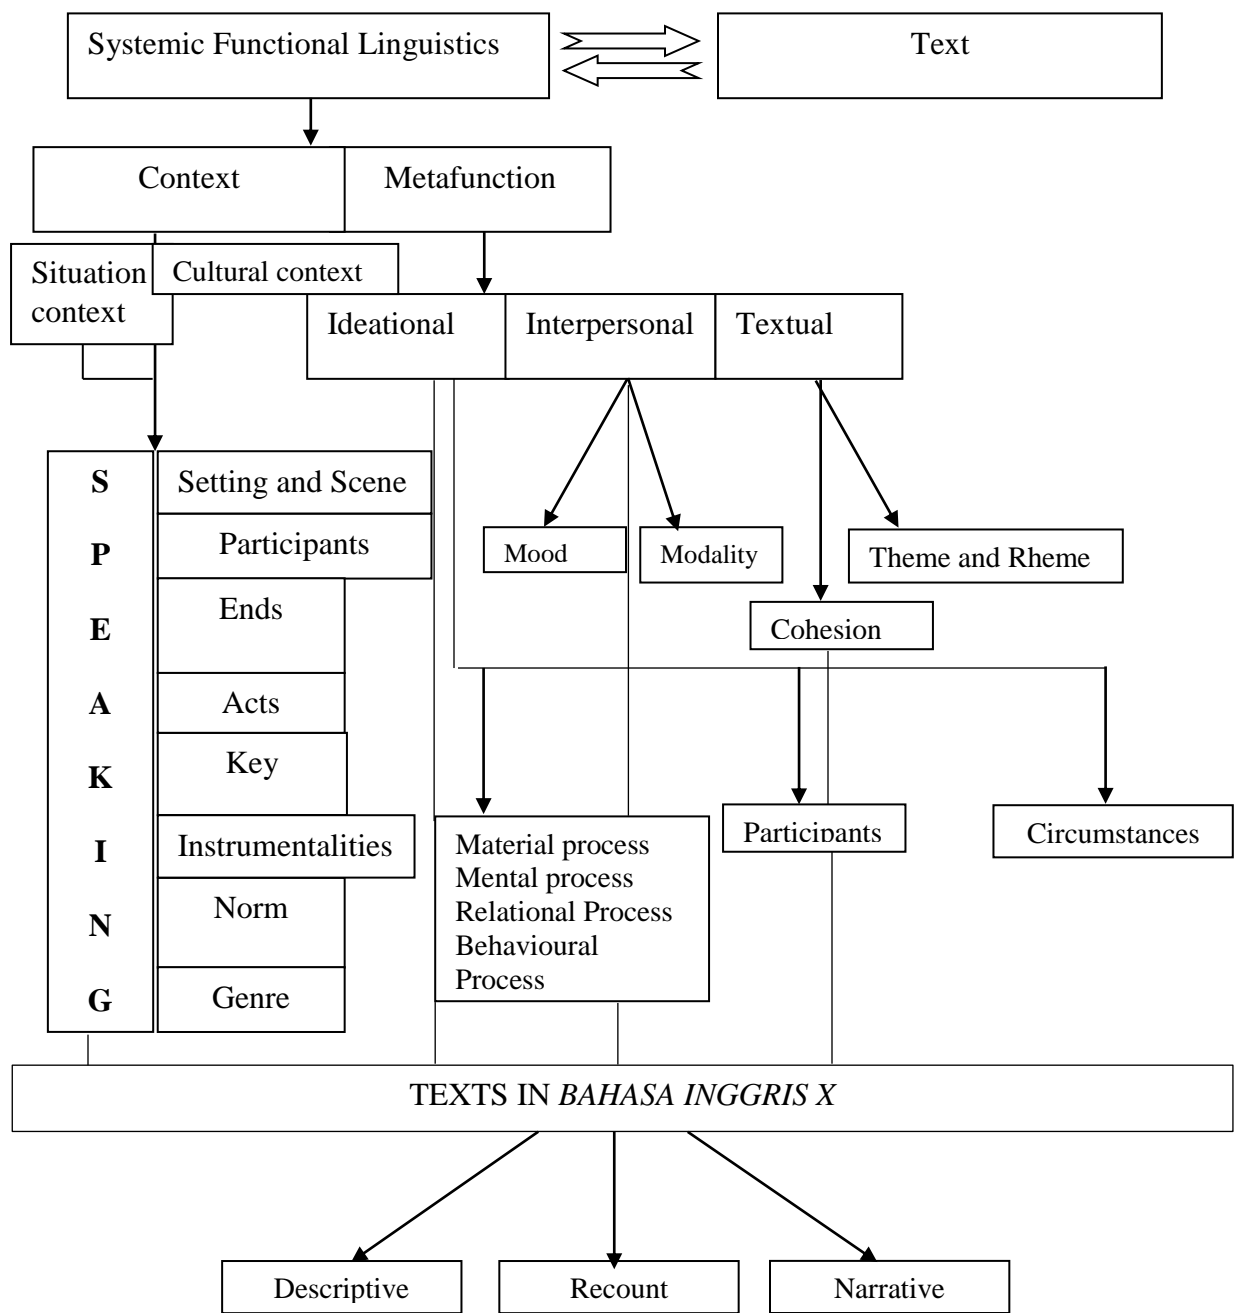 Systemic Functional Linguistics
Text
Context
Metafunction
Situation
context
Cultural context
Ideational
Interpersonal
Textual
S
P
E
A
K
I
N
G
Setting and Scene
Participants
Ends
Acts
Key
Instrumentalities
Norm
Genre
Mood
Modality
Theme and Rheme
Cohesion
Material process
Mental process
Relational Process
Behavioural
Process
Participants
Circumstances
TEXTS IN BAHASA INGGRIS X
Descriptive
Recount
Narrative